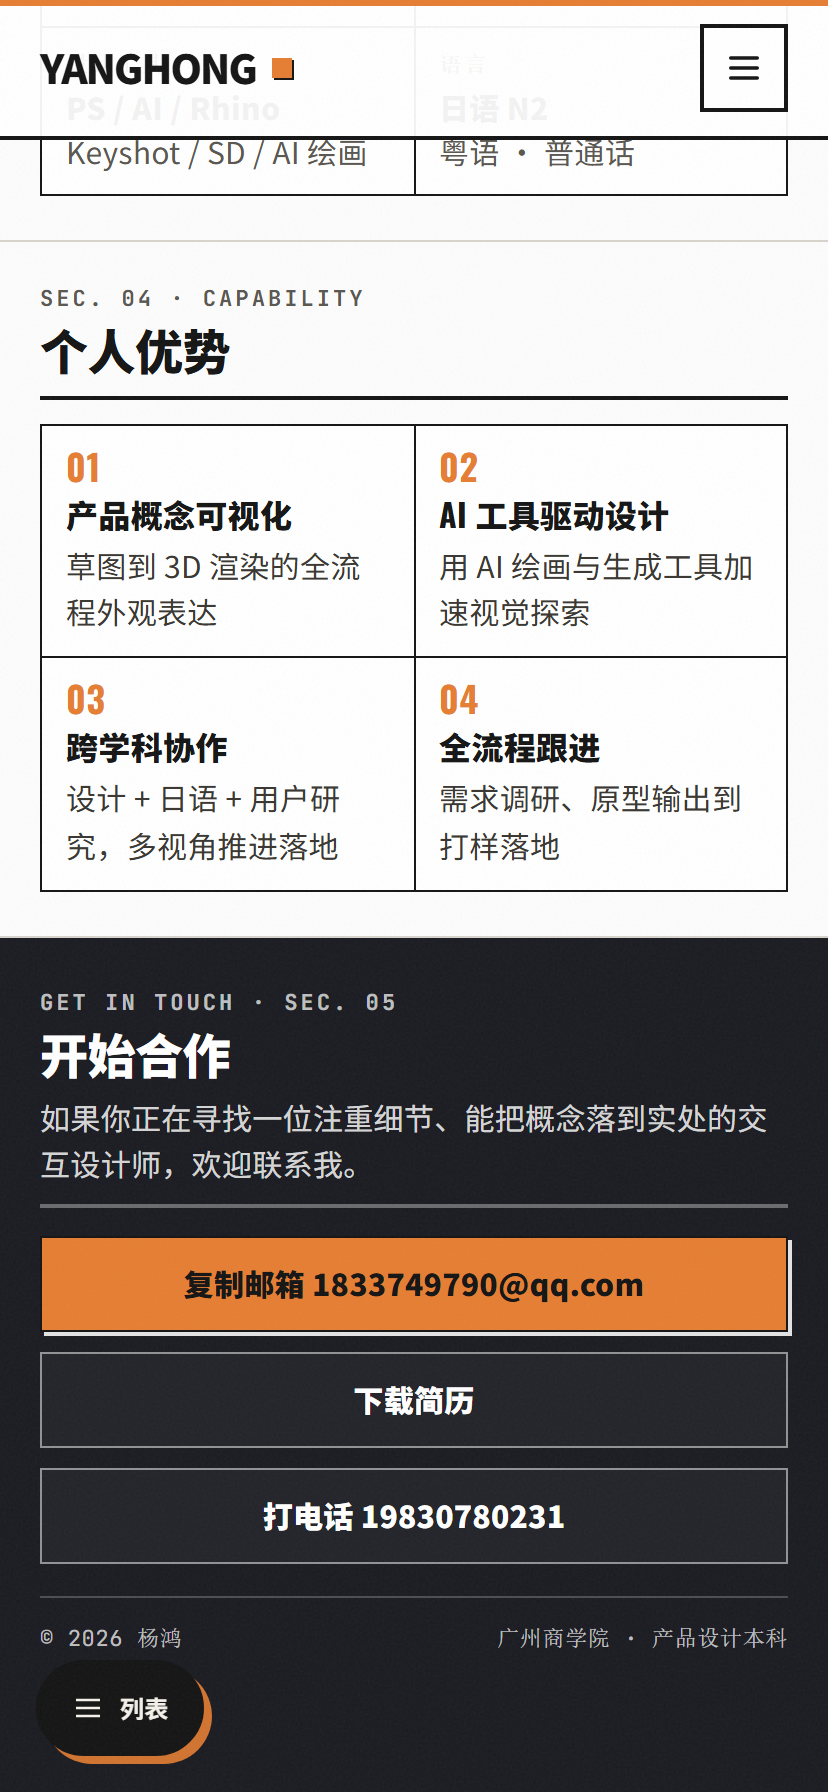 YANGHONG
语言
PS / AI / Rhino
日语 N2
Keyshot / SD / AI 绘画
粤语 · 普通话
SEC. 04 · CAPABILITY
个人优势
01
产品概念可视化
草图到 3D 渲染的全流
程外观表达
02
AI 工具驱动设计
用 AI 绘画与生成工具加
速视觉探索
03
跨学科协作
设计 + 日语 + 用户研
究，多视角推进落地
04
全流程跟进
需求调研、原型输出到
打样落地
GET IN TOUCH · SEC. 05
开始合作
如果你正在寻找一位注重细节、能把概念落到实处的交
互设计师，欢迎联系我。
复制邮箱 1833749790@qq.com
下载简历
打电话 19830780231
© 2026 杨鸿
广州商学院 · 产品设计本科
列表